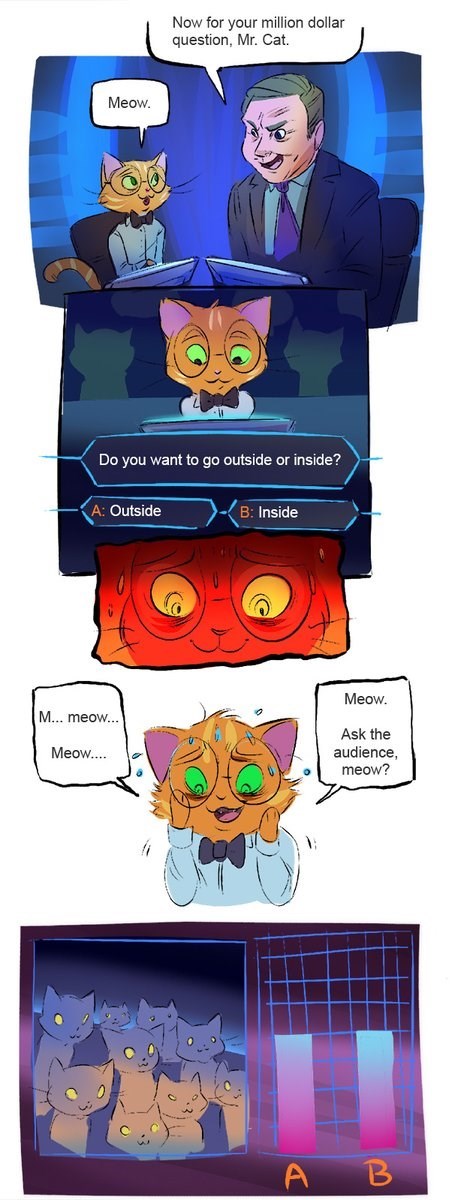 Now for your million dollar
question, Mr. Cat.
Meow.
Do you want to go outside or inside?
A: Outside
B: Inside
M... meow...
Meow....
Meow.
Ask the
audience,
meow?
A B